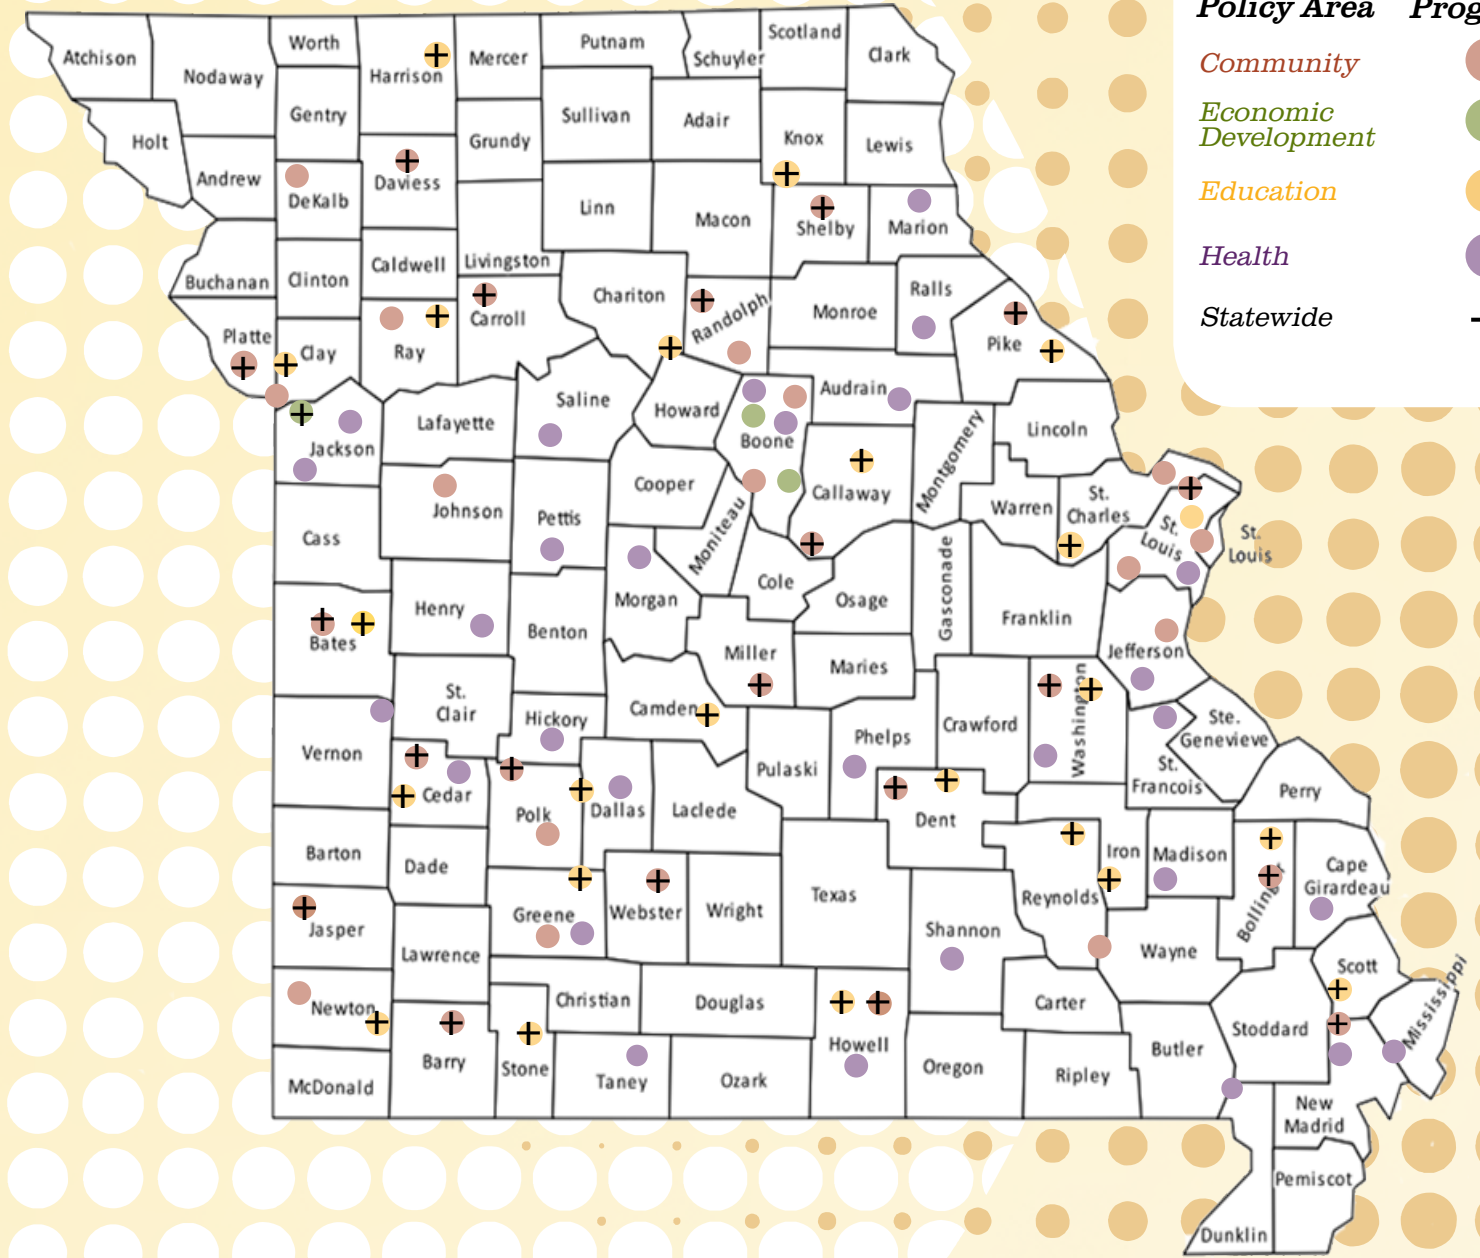 Policy Area Prog
Community
Economic
Development
Education
Health
Statewide
Atchison
Nodaway
Worth
Harrison
Mercer
Putnam
Schuyler
Scotland
Clark
Holt
Gentry
Grundy
Sullivan
Adair
Knox
Lewis
Andrew
DeKalb
Daviess
Linn
Macon
Shelby
Marion
Buchanan
Clinton
Caldwell
Livingston
Chariton
Randolph
Monroe
Ralls
Pike
Platte
Clay
Ray
Carroll
Saline
Howard
Boone
Audrain
Montgomery
Lincoln
Jackson
Lafayette
Cooper
Moniteau
Callaway
Warren
St.
Charles
St.
Louis
St.
Louis
Cass
Johnson
Pettis
Morgan
Cole
Osage
Gasconade
Franklin
Jefferson
Bates
Henry
Benton
Miller
Maries
Washington
Vernon
St.
Clair
Hickory
Camden
Pulaski
Phelps
Crawford
St.
Francois
Ste.
Genevieve
Perry
Cedar
Polk
Dallas
Laclede
Dent
Barton
Dade
Greene
Webster
Wright
Texas
Reynolds
Iron
Madison
Cape
Girardeau
Jasper
Lawrence
Shannon
Wayne
Scott
Mississippi
Newton
Christian
Douglas
Howell
Carter
Stoddard
McDonald
Barry
Stone
Taney
Ozark
Oregon
Ripley
Butler
New
Madrid
Pemiscot
Dunklin